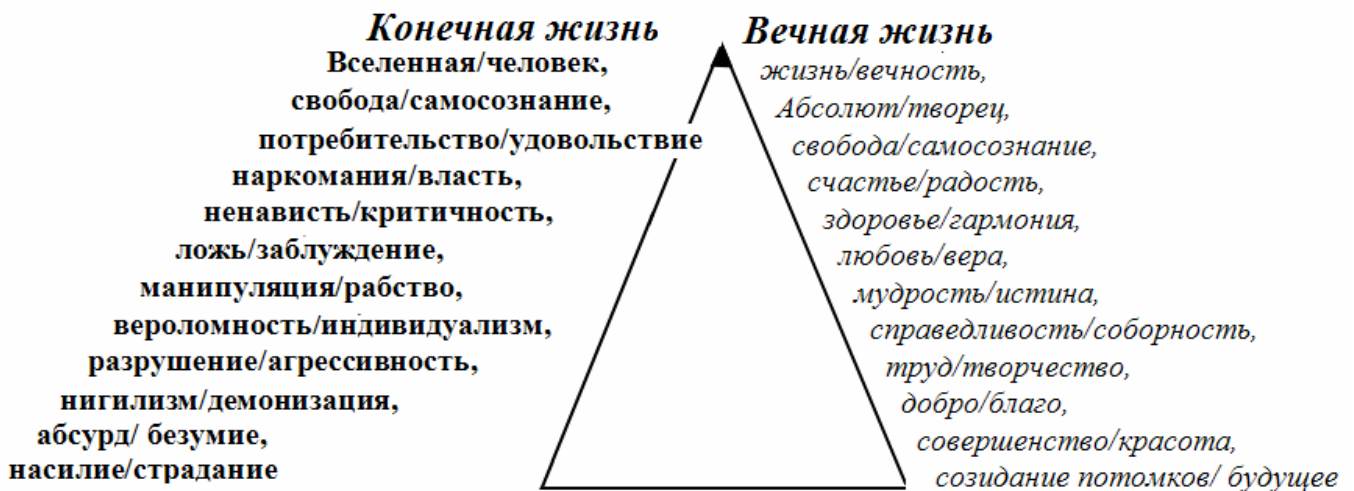 Конечная жизнь
Вселенная/человек,
свобода/самосознание,
потребительство/удовольствие
наркомания/власть,
ненависть/критичность,
ложь/заблуждение,
манипуляция/рабство,
вероломность/индивидуализм,
разрушение/агрессивность,
нигилизм/демонизация,
абсурд/ безумие,
насилие/страдание
Вечная жизнь
жизнь/вечность,
Абсолют/творец,
свобода/самосознание,
счастье/радость,
здоровье/гармония,
любовь/вера,
мудрость/истина,
справедливость/соборность,
труд/творчество,
добро/благо,
совершенство/красота,
созидание потомков/ будущее